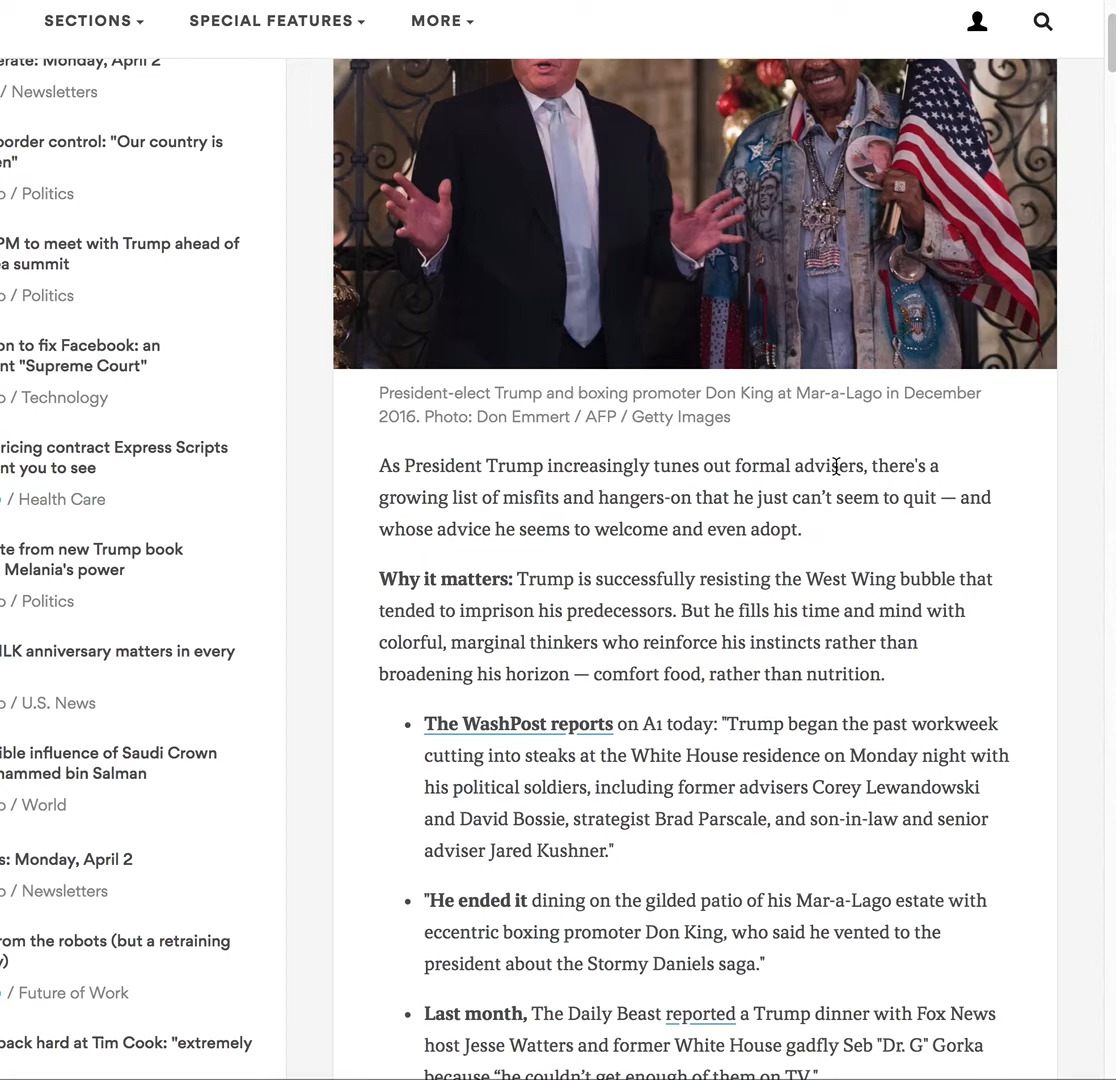 SECTIONS
SPECIAL FEATURES
MORE
erate: Monday, April 2
/ Newsletters
border control: "Our country is
en"
o / Politics
PM to meet with Trump ahead of
ea summit
o / Politics
on to fix Facebook: an
nt "Supreme Court"
o / Technology
ricing contract Express Scripts
nt you to see
/ Health Care
te from new Trump book
Melania's power
o / Politics
MLK anniversary matters in every
o / U.S. News
ible influence of Saudi Crown
hammed bin Salman
o / World
s: Monday, April 2
o / Newsletters
rom the robots (but a retraining
y)
/ Future of Work
back hard at Tim Cook: "extremely
President-elect Trump and boxing promoter Don King at Mar-a-Lago in December
2016. Photo: Don Emmert / AFP / Getty Images
As President Trump increasingly tunes out formal advisers, there's a
growing list of misfits and hangers-on that he just can’t seem to quit — and
whose advice he seems to welcome and even adopt.
Why it matters: Trump is successfully resisting the West Wing bubble that
tended to imprison his predecessors. But he fills his time and mind with
colorful, marginal thinkers who reinforce his instincts rather than
broadening his horizon — comfort food, rather than nutrition.
• The WashPost reports on A1 today: "Trump began the past workweek
cutting into steaks at the White House residence on Monday night with
his political soldiers, including former advisers Corey Lewandowski
and David Bossie, strategist Brad Parscale, and son-in-law and senior
adviser Jared Kushner."
• "He ended it dining on the gilded patio of his Mar-a-Lago estate with
eccentric boxing promoter Don King, who said he vented to the
president about the Stormy Daniels saga."
• Last month, The Daily Beast reported a Trump dinner with Fox News
host Jesse Watters and former White House gadfly Seb "Dr. G" Gorka
because “he couldn’t get enough of them on TV."